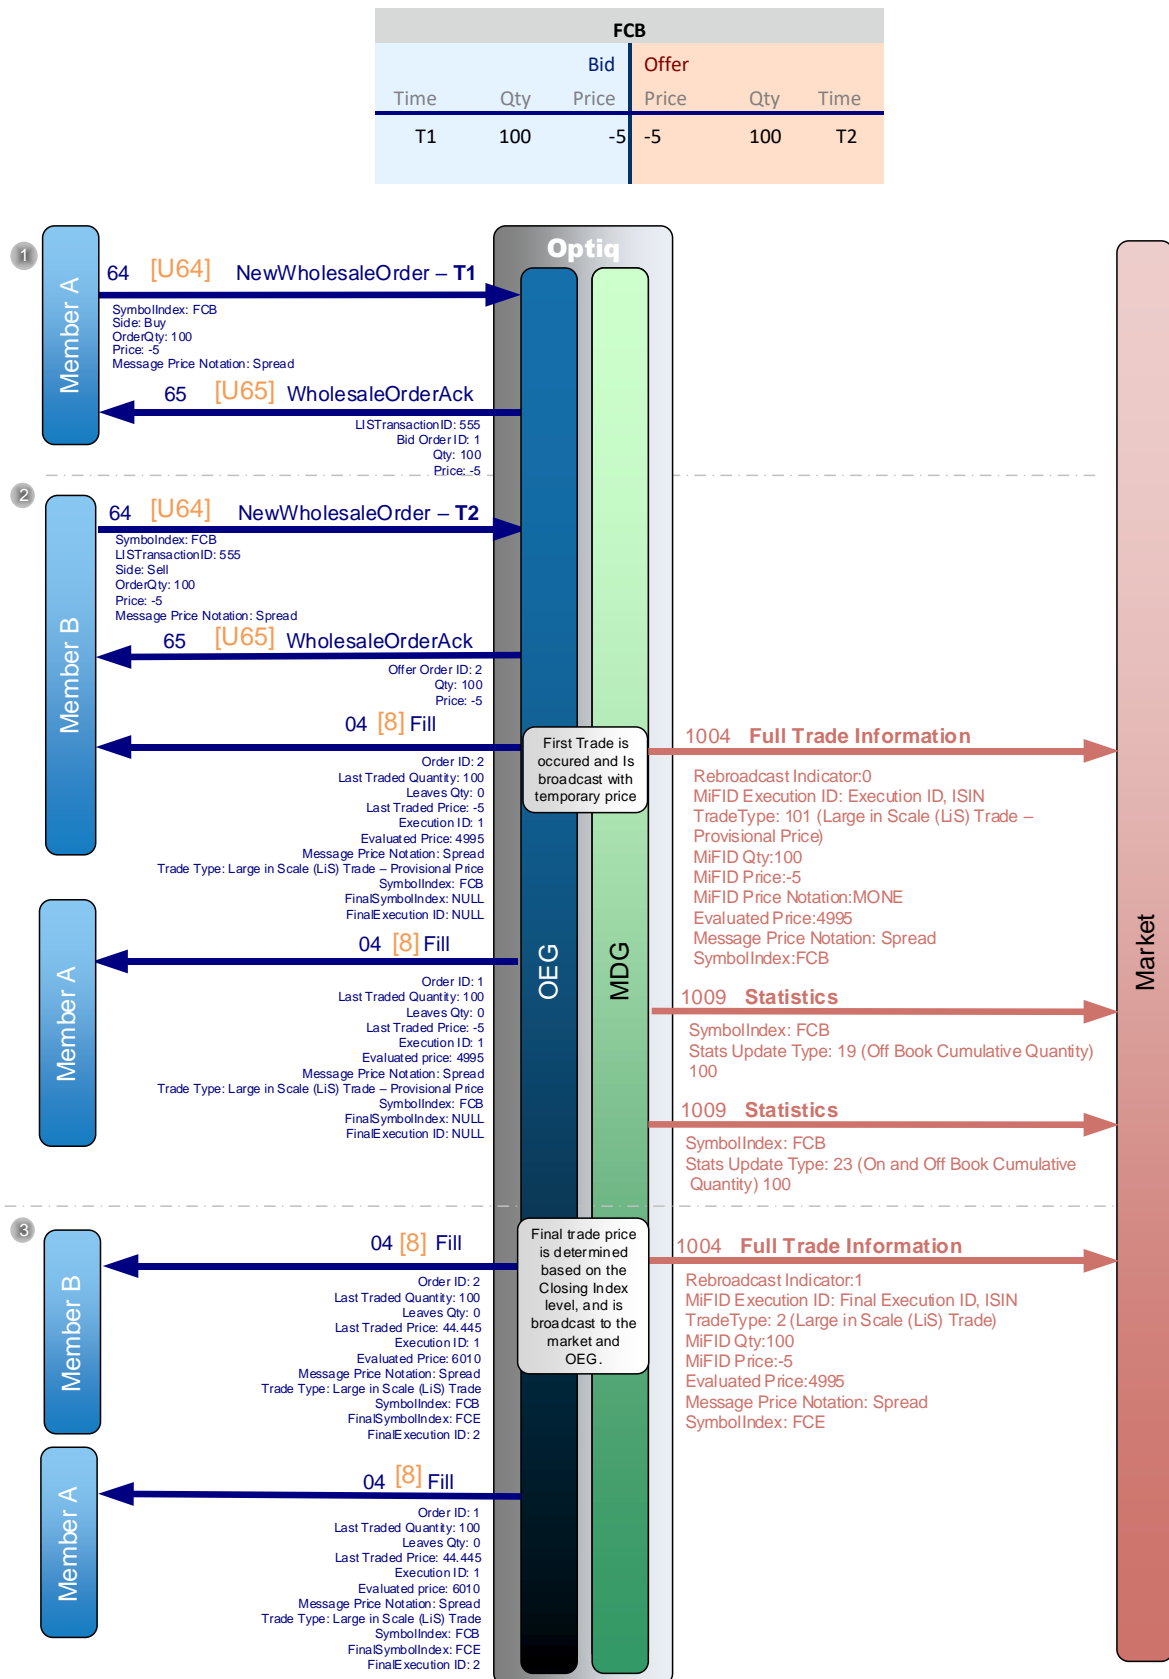 FCB
Bid Offer
Time Qty Price Price Qty Time
T1 100 -5 -5 100 T2
Optiq
1
Member A
64 [U64] NewWholesaleOrder – T1
SymbolIndex: FCB
Side: Buy
OrderQty: 100
Price: -5
Message Price Notation: Spread
65 [U65] WholesaleOrderAck
LISTransactionID: 555
Bid Order ID: 1
Qty: 100
Price: -5
2
Member B
64 [U64] NewWholesaleOrder – T2
SymbolIndex: FCB
LISTransactionID: 555
Side: Sell
OrderQty: 100
Price: -5
Message Price Notation: Spread
65 [U65] WholesaleOrderAck
Offer Order ID: 2
Qty: 100
Price: -5
04 [8] Fill
Order ID: 2
Last Traded Quantity: 100
Leaves Qty: 0
Last Traded Price: -5
Execution ID: 1
Evaluated Price: 4995
Message Price Notation: Spread
Trade Type: Large in Scale (LiS) Trade – Provisional Price
SymbolIndex: FCB
FinalSymbolIndex: NULL
FinalExecution ID: NULL
First Trade is
occured and Is
broadcast with
temporary price
1004 Full Trade Information
Rebroadcast Indicator:0
MiFID Execution ID: Execution ID, ISIN
TradeType: 101 (Large in Scale (LiS) Trade –
Provisional Price)
MiFID Qty:100
MiFID Price:-5
MiFID Price Notation:MONE
Evaluated Price:4995
Message Price Notation: Spread
SymbolIndex:FCB
OEG
MDG
Market
Member A
04 [8] Fill
Order ID: 1
Last Traded Quantity: 100
Leaves Qty: 0
Last Traded Price: -5
Execution ID: 1
Evaluated price: 4995
Message Price Notation: Spread
Trade Type: Large in Scale (LiS) Trade – Provisional Price
SymbolIndex: FCB
FinalSymbolIndex: NULL
FinalExecution ID: NULL
1009 Statistics
SymbolIndex: FCB
Stats Update Type: 19 (Off Book Cumulative Quantity)
100
1009 Statistics
SymbolIndex: FCB
Stats Update Type: 23 (On and Off Book Cumulative
Quantity) 100
3
Member B
04 [8] Fill
Order ID: 2
Last Traded Quantity: 100
Leaves Qty: 0
Last Traded Price: 44.445
Execution ID: 1
Evaluated Price: 6010
Message Price Notation: Spread
Trade Type: Large in Scale (LiS) Trade
SymbolIndex: FCB
FinalSymbolIndex: FCE
FinalExecution ID: 2
Final trade price
is determined
based on the
Closing Index
level, and is
broadcast to the
market and
OEG.
1004 Full Trade Information
Rebroadcast Indicator:1
MiFID Execution ID: Final Execution ID, ISIN
TradeType: 2 (Large in Scale (LiS) Trade)
MiFID Qty:100
MiFID Price:-5
Evaluated Price:4995
Message Price Notation: Spread
SymbolIndex: FCE
Member A
04 [8] Fill
Order ID: 1
Last Traded Quantity: 100
Leaves Qty: 0
Last Traded Price: 44.445
Execution ID: 1
Evaluated price: 6010
Message Price Notation: Spread
Trade Type: Large in Scale (LiS) Trade
SymbolIndex: FCB
FinalSymbolIndex: FCE
FinalExecution ID: 2